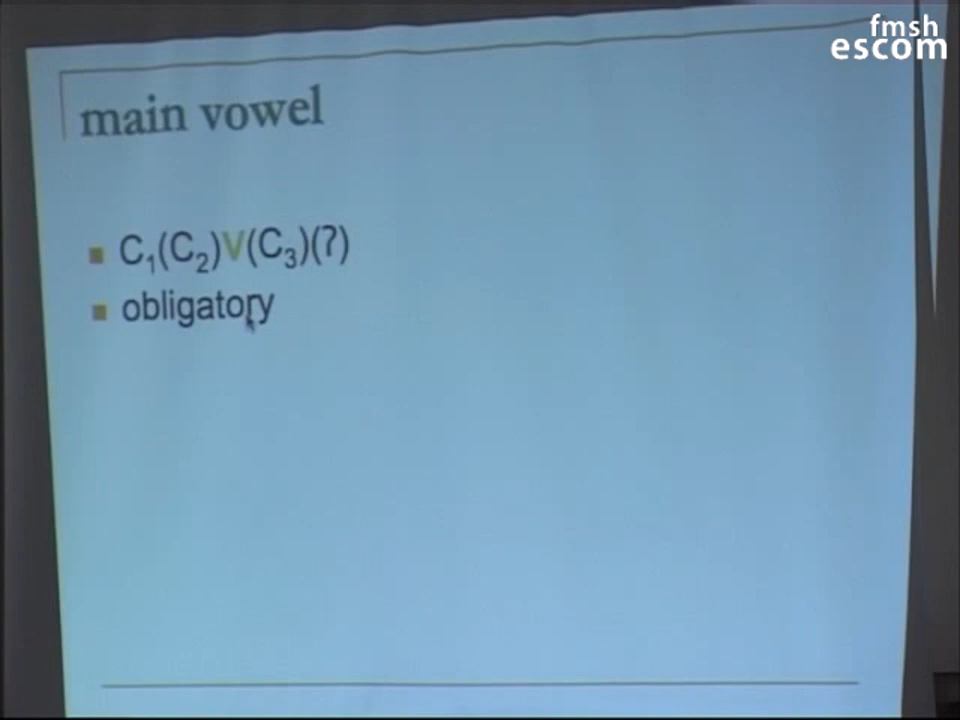 fmsh
escom
main vowel
C₁(C₂)V(C₃)(?)
obligatory